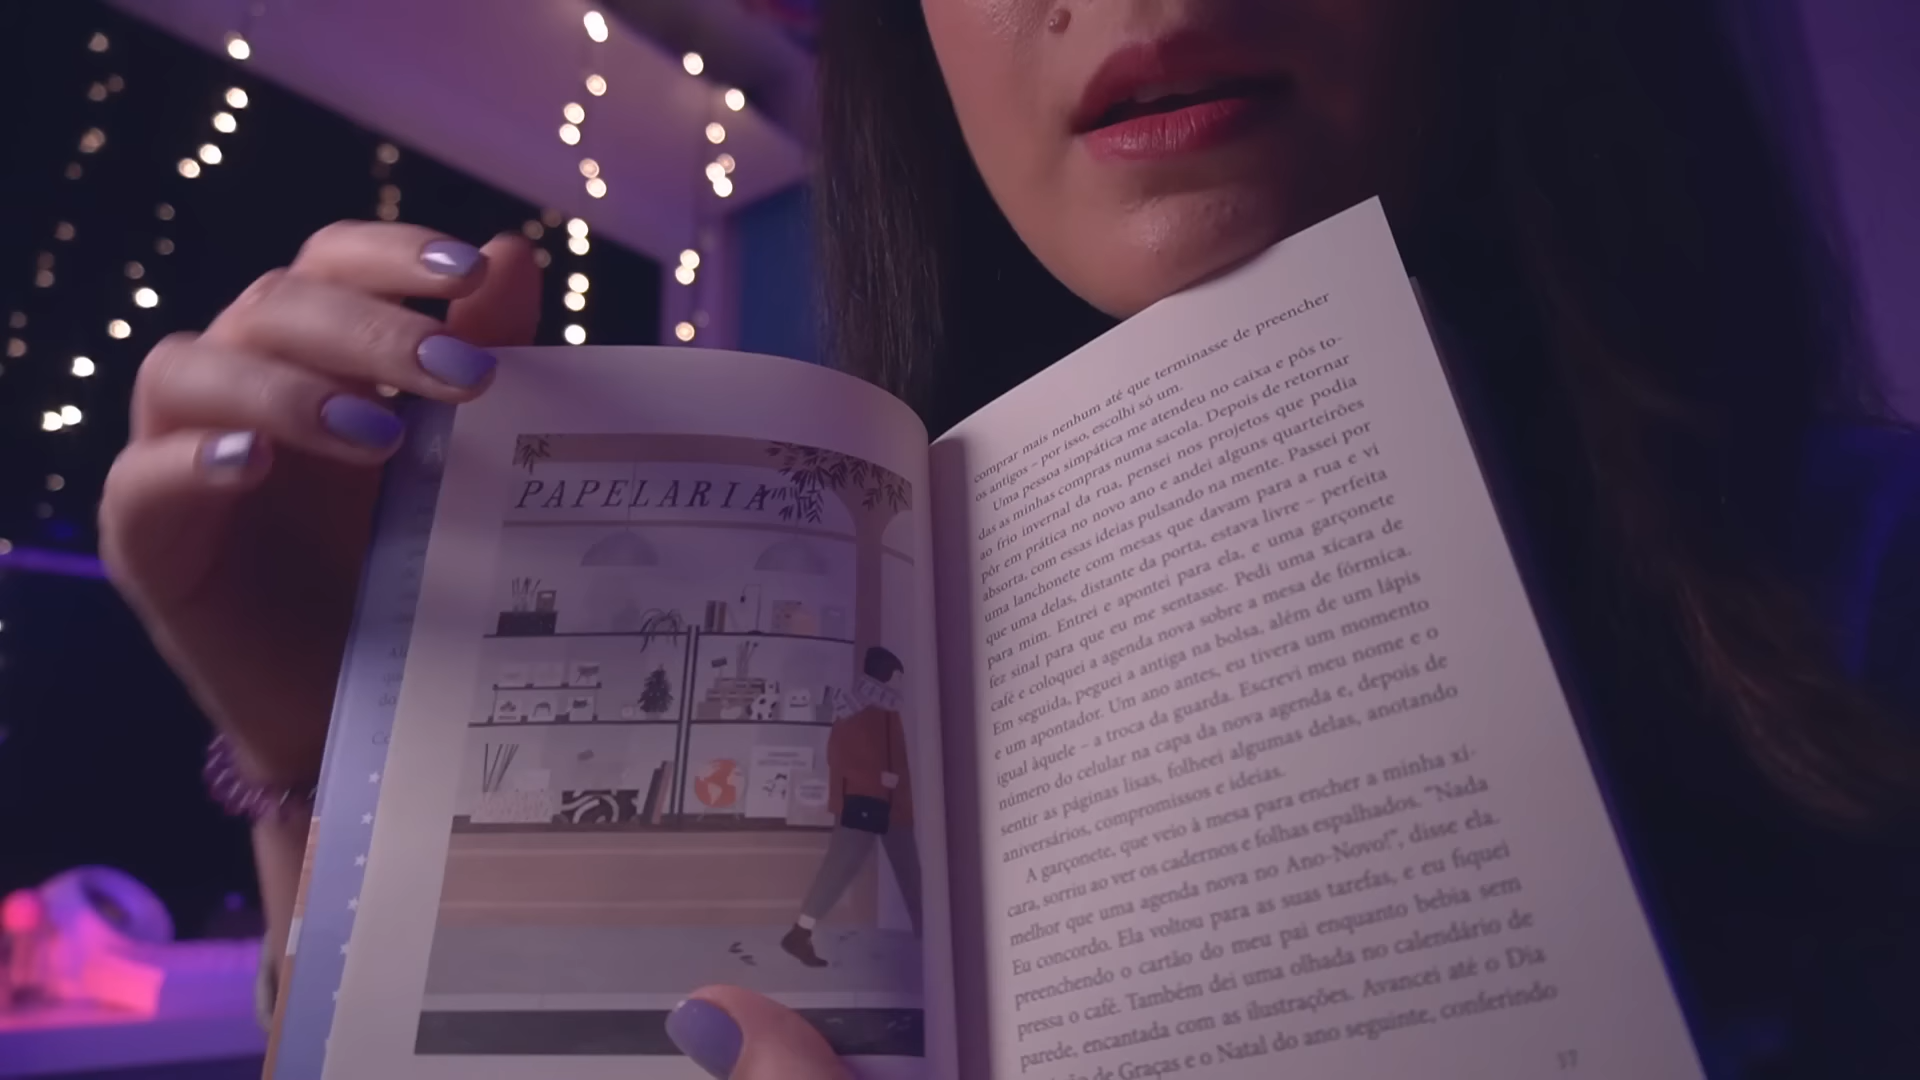 PAPELARIA
comprar mais nenhum até que terminasse de preencher
os antigos – por isso, escolhi só um.
Uma pessoa simpática me atendeu no caixa e pôs to-
das as minhas compras numa sacola. Depois de retornar
ao frio invernal da rua, pensei nos projetos que podia
pôr em prática no novo ano e andei alguns quarteirões
absorta, com essas ideias pulsando na mente. Passei por
uma lanchonete com mesas que davam para a rua e vi
que uma delas, distante da porta, estava livre – perfeita
para mim. Entrei e apontei para ela, e uma garçonete
fez sinal para que eu me sentasse. Pedi uma xícara de
café e coloquei a agenda nova sobre a mesa de fórmica.
Em seguida, peguei a antiga na bolsa, além de um lápis
e um apontador. Um ano antes, eu tivera um momento
igual àquele – a troca da guarda. Escrevi meu nome e o
número do celular na capa da nova agenda e, depois de
sentir as páginas lisas, folheei algumas delas, anotando
aniversários, compromissos e ideias.
A garçonete, que veio à mesa para encher a minha xí-
cara, sorriu ao ver os cadernos e folhas espalhados. “Nada
melhor que uma agenda nova no Ano-Novo!”, disse ela.
Eu concordo. Ela voltou para as suas tarefas, e eu fiquei
preenchendo o cartão do meu pai enquanto bebia sem
pressa o café. Também dei uma olhada no calendário de
parede, encantada com as ilustrações. Avancei até o Dia
de Graças e o Natal do ano seguinte, conferindo